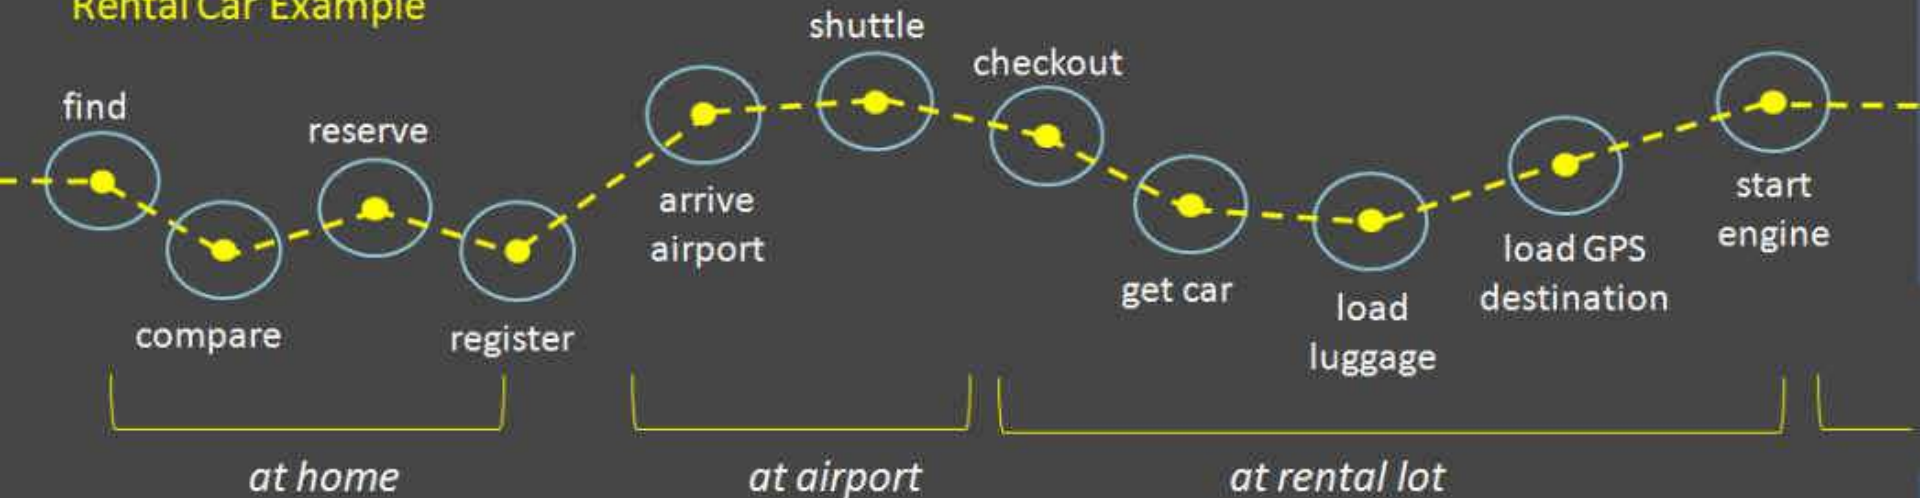 Rental Car Example
find
compare
reserve
register
arrive
airport
shuttle
checkout
get car
load
luggage
load GPS
destination
start
engine
at home
at airport
at rental lot